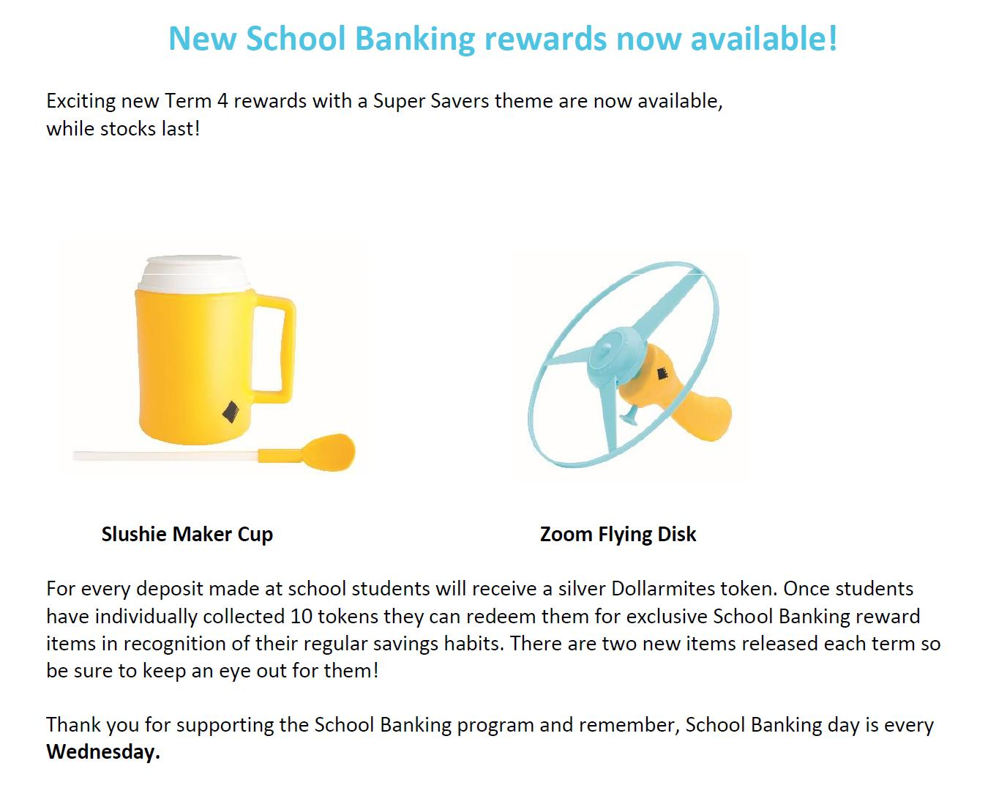 New School Banking rewards now available!
Exciting new Term 4 rewards with a Super Savers theme are now available,
while stocks last!
Slushie Maker Cup
Zoom Flying Disk
For every deposit made at school students will receive a silver Dollarmites token. Once students
have individually collected 10 tokens they can redeem them for exclusive School Banking reward
items in recognition of their regular savings habits. There are two new items released each term so
be sure to keep an eye out for them!
Thank you for supporting the School Banking program and remember, School Banking day is every
Wednesday.